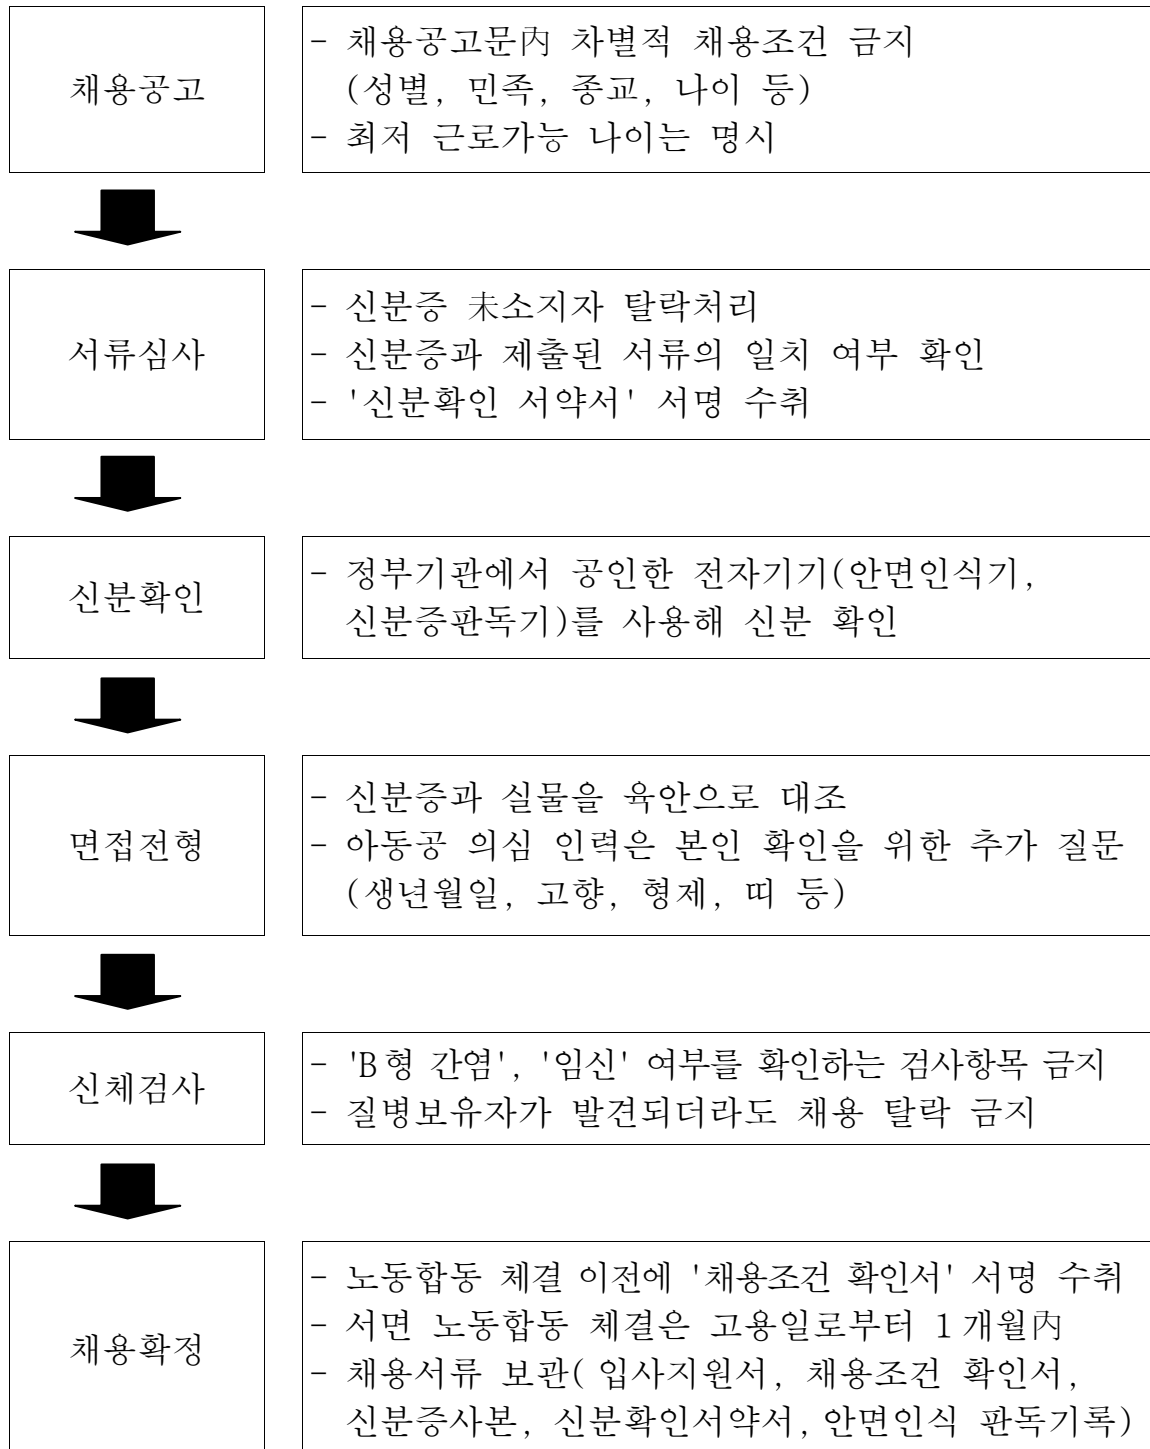 채용공고
- 채용공고문內 차별적 채용조건 금지
(성별, 민족, 종교, 나이 등)
- 최저 근로가능 나이는 명시
서류심사
- 신분증 未소지자 탈락처리
- 신분증과 제출된 서류의 일치 여부 확인
- '신분확인 서약서' 서명 수취
신분확인
- 정부기관에서 공인한 전자기기(안면인식기,
신분증판독기)를 사용해 신분 확인
면접전형
- 신분증과 실물을 육안으로 대조
- 아동공 의심 인력은 본인 확인을 위한 추가 질문
(생년월일, 고향, 형제, 띠 등)
신체검사
- 'B형 간염', '임신' 여부를 확인하는 검사항목 금지
- 질병보유자가 발견되더라도 채용 탈락 금지
채용확정
- 노동합동 체결 이전에 '채용조건 확인서' 서명 수취
- 서면 노동합동 체결은 고용일로부터 1개월內
- 채용서류 보관( 입사지원서, 채용조건 확인서,
신분증사본, 신분확인서약서, 안면인식 판독기록)